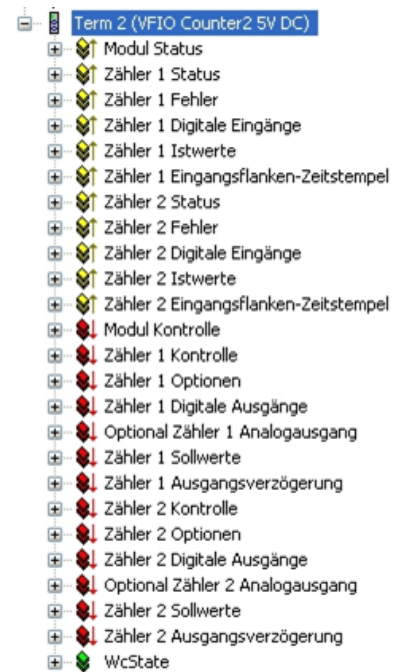 Term 2 (VFIO Counter2 5V DC)
Modul Status
Zähler 1 Status
Zähler 1 Fehler
Zähler 1 Digitale Eingänge
Zähler 1 Istwerte
Zähler 1 Eingangsflanken-Zeitstempel
Zähler 2 Status
Zähler 2 Fehler
Zähler 2 Digitale Eingänge
Zähler 2 Istwerte
Zähler 2 Eingangsflanken-Zeitstempel
Modul Kontrolle
Zähler 1 Kontrolle
Zähler 1 Optionen
Zähler 1 Digitale Ausgänge
Optional Zähler 1 Analogausgang
Zähler 1 Sollwerte
Zähler 1 Ausgangsverzögerung
Zähler 2 Kontrolle
Zähler 2 Optionen
Zähler 2 Digitale Ausgänge
Optional Zähler 2 Analogausgang
Zähler 2 Sollwerte
Zähler 2 Ausgangsverzögerung
WcState